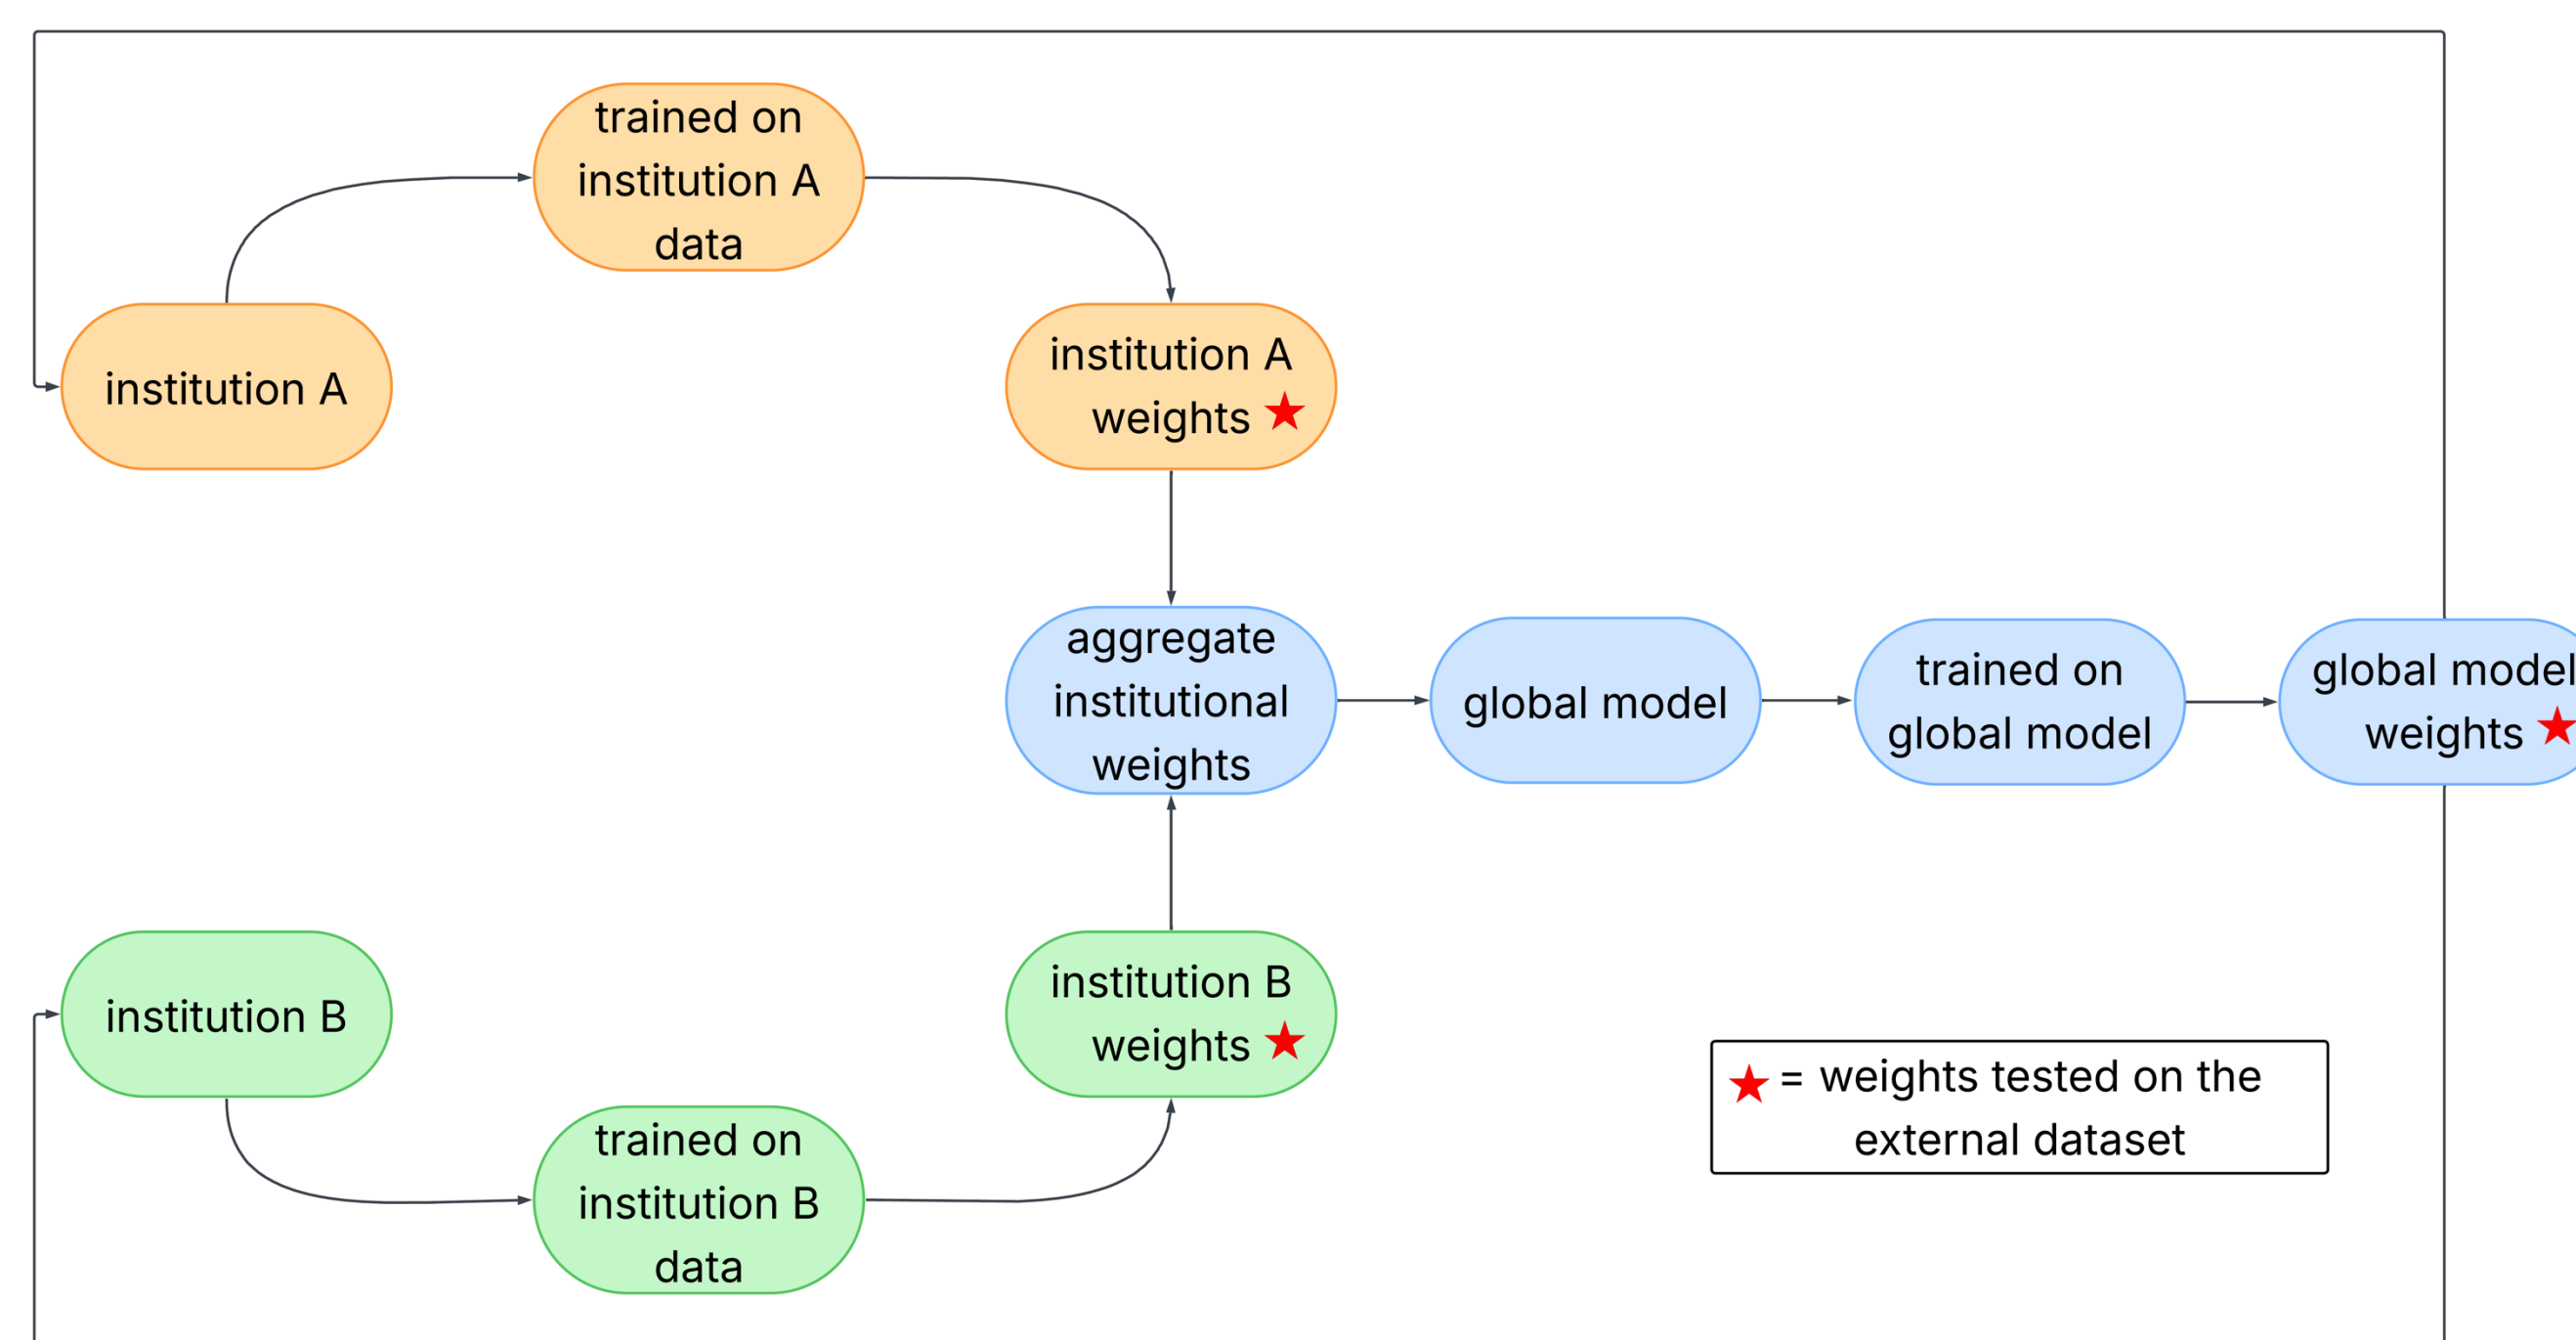 trained on
institution A
data
institution A
institution A
weights ★
aggregate
institutional
weights
global model
trained on
global model
global model
weights ★
institution B
institution B
weights ★
trained on
institution B
data
★ = weights tested on the
external dataset